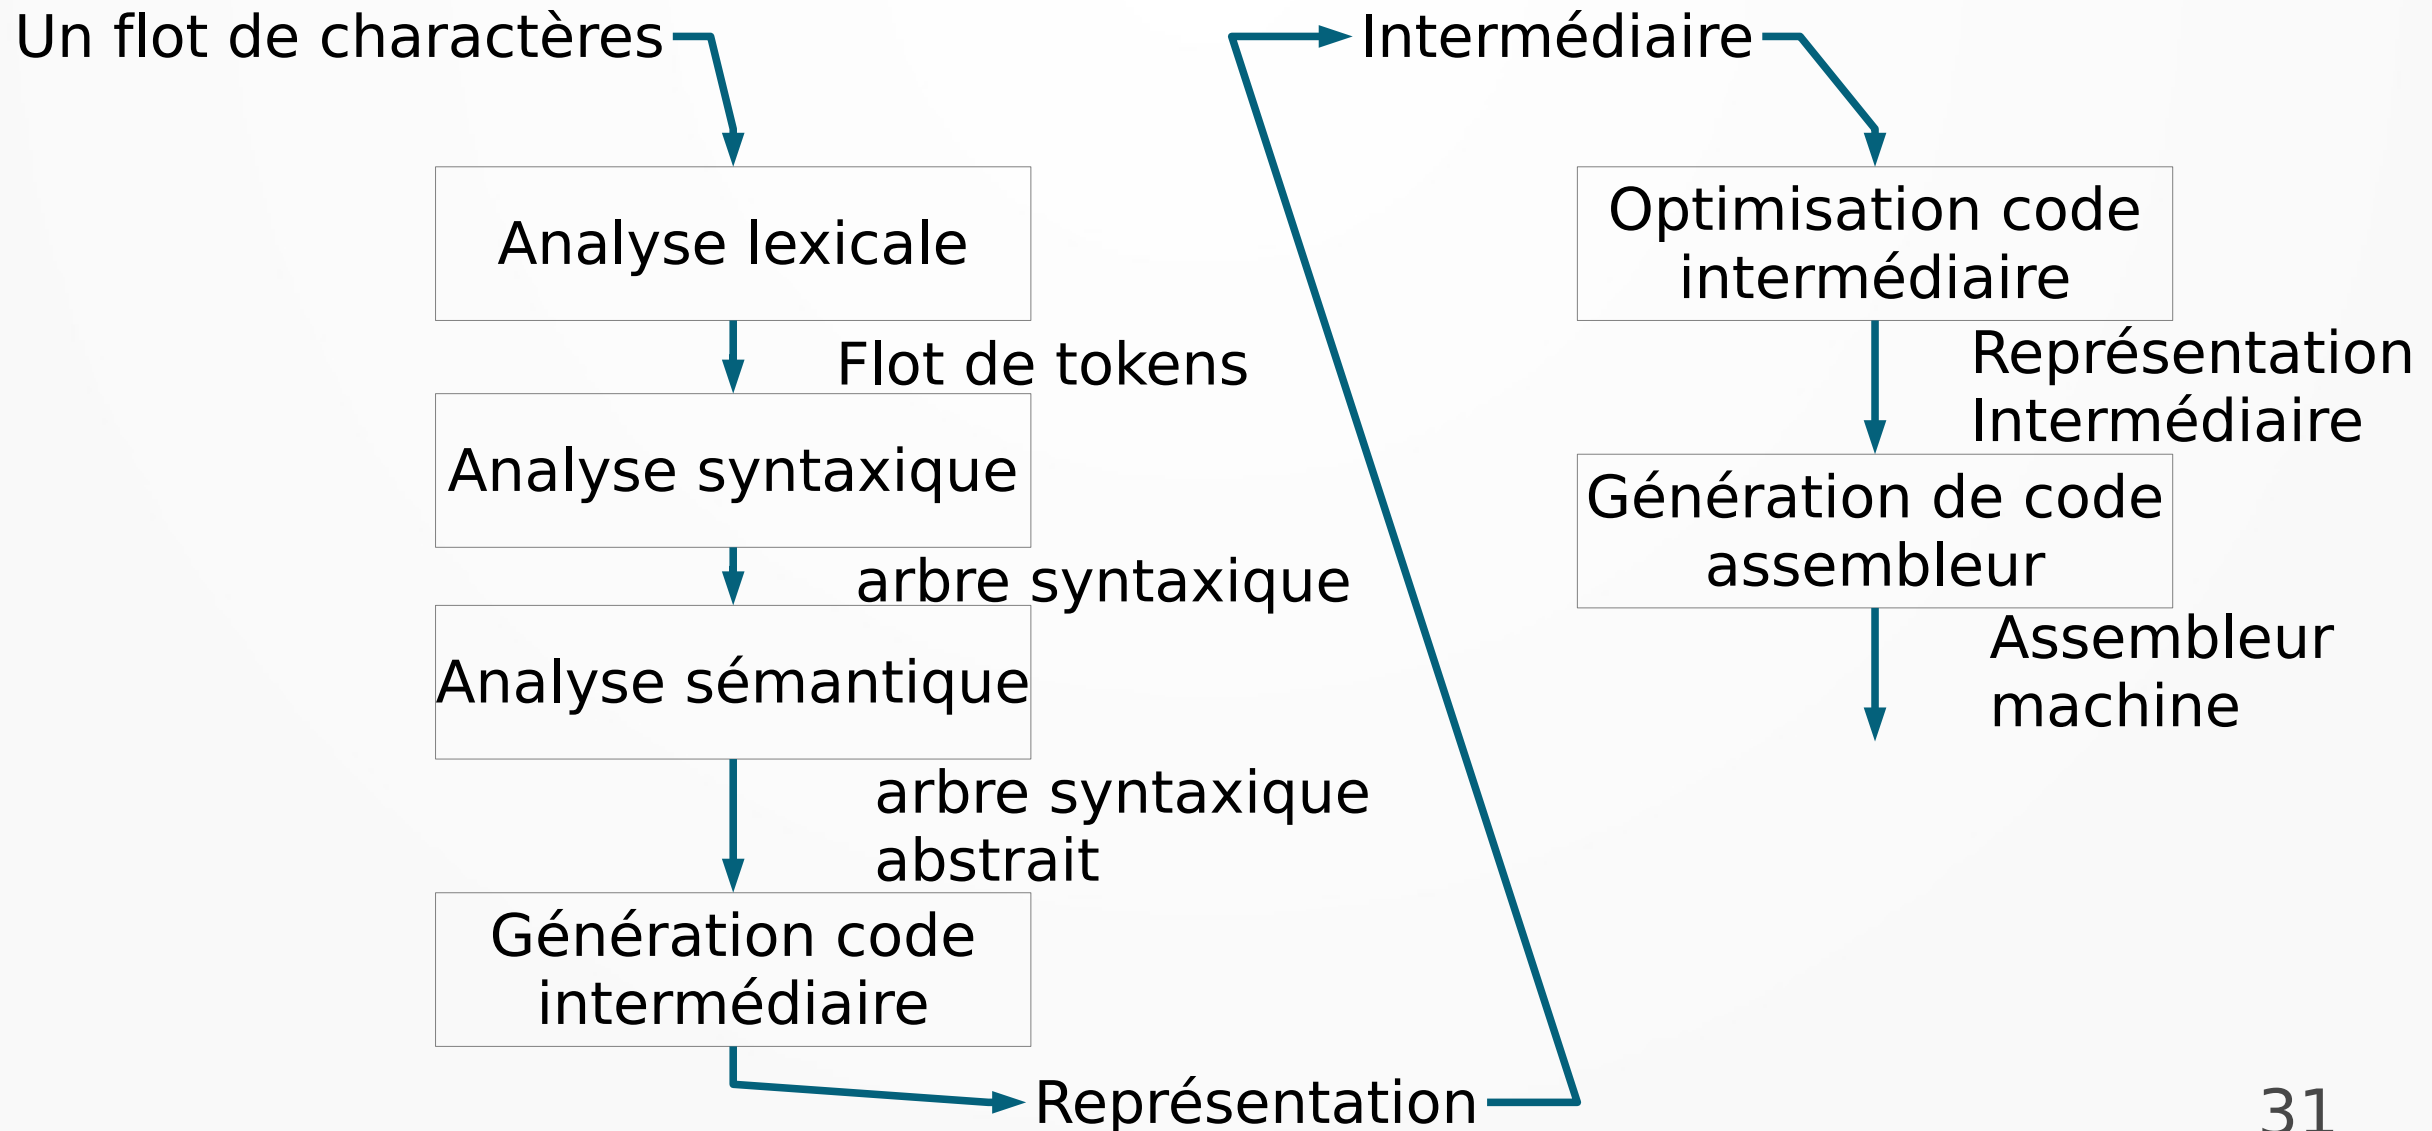 Un flot de charactères
Analyse lexicale
Flot de tokens
Analyse syntaxique
arbre syntaxique
Analyse sémantique
arbre syntaxique
abstrait
Génération code
intermédiaire
Représentation
Intermédiaire
Optimisation code
intermédiaire
Représentation
Intermédiaire
Génération de code
assembleur
Assembleur
machine
31